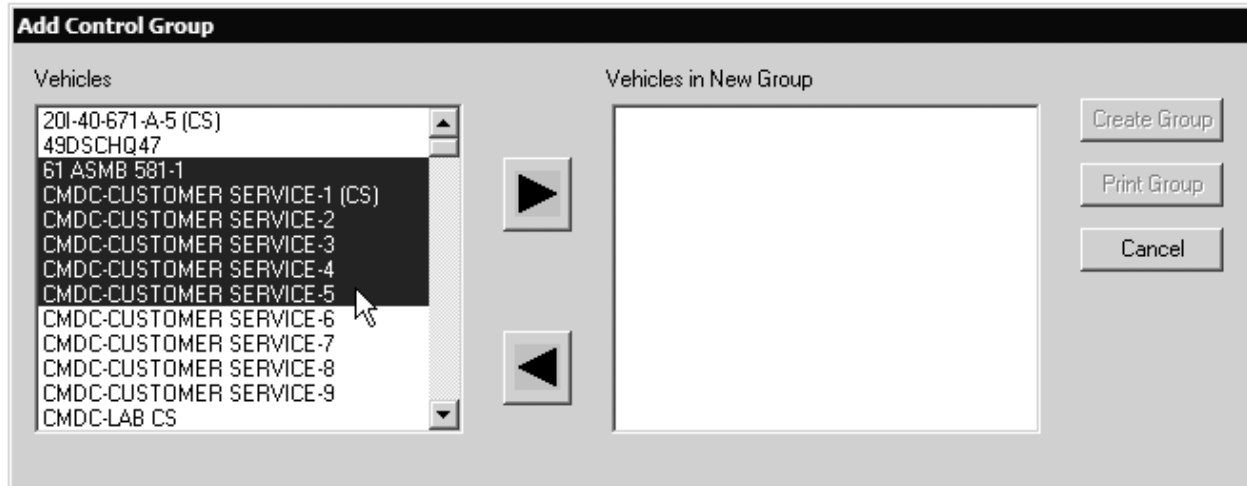 Add Control Group
Vehicles
Vehicles in New Group
20I-40-671-A-5 (CS)
49DSCHQ47
61 ASMB 581-1
CMDC-CUSTOMER SERVICE-1 (CS)
CMDC-CUSTOMER SERVICE-2
CMDC-CUSTOMER SERVICE-3
CMDC-CUSTOMER SERVICE-4
CMDC-CUSTOMER SERVICE-5
CMDC-CUSTOMER SERVICE-6
CMDC-CUSTOMER SERVICE-7
CMDC-CUSTOMER SERVICE-8
CMDC-CUSTOMER SERVICE-9
CMDC-LAB CS
Create Group
Print Group
Cancel